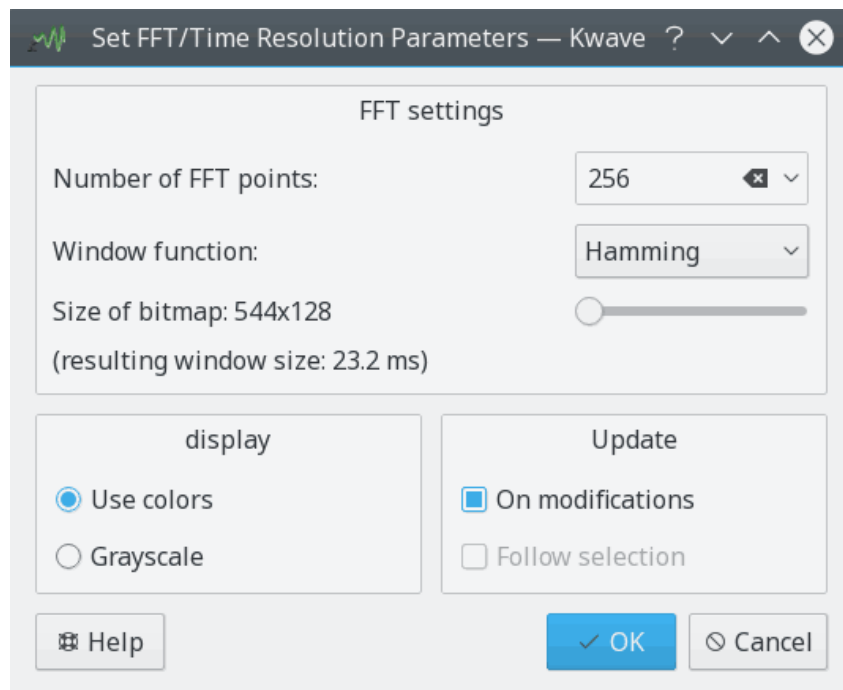 Set FFT/Time Resolution Parameters — Kwave
FFT settings
Number of FFT points: 256
Window function: Hamming
Size of bitmap: 544x128
(resulting window size: 23.2 ms)
display
Use colors
Grayscale
Update
On modifications
Follow selection
Help
OK
Cancel